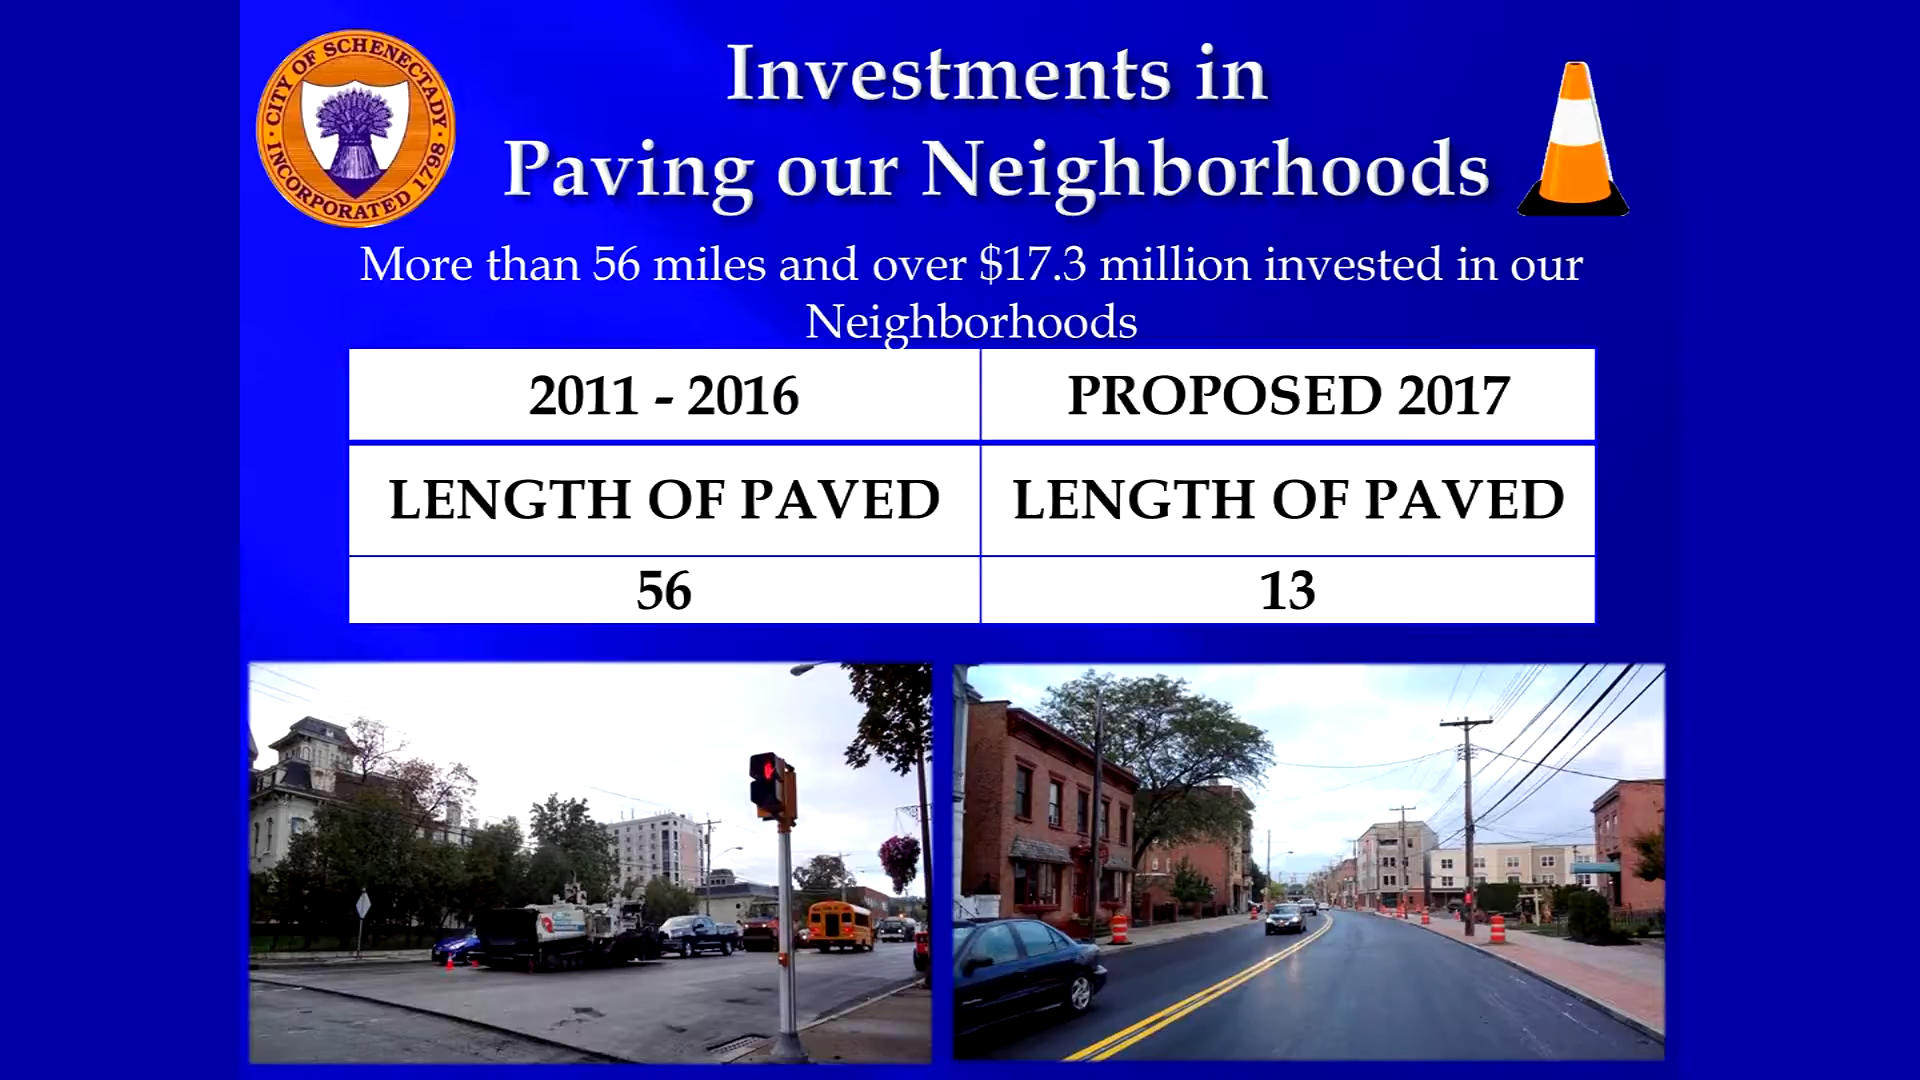 CITY OF SCHENECTADY
INCORPORATED 1798
Investments in
Paving our Neighborhoods
More than 56 miles and over $17.3 million invested in our
Neighborhoods
2011 - 2016
PROPOSED 2017
LENGTH OF PAVED
LENGTH OF PAVED
56
13